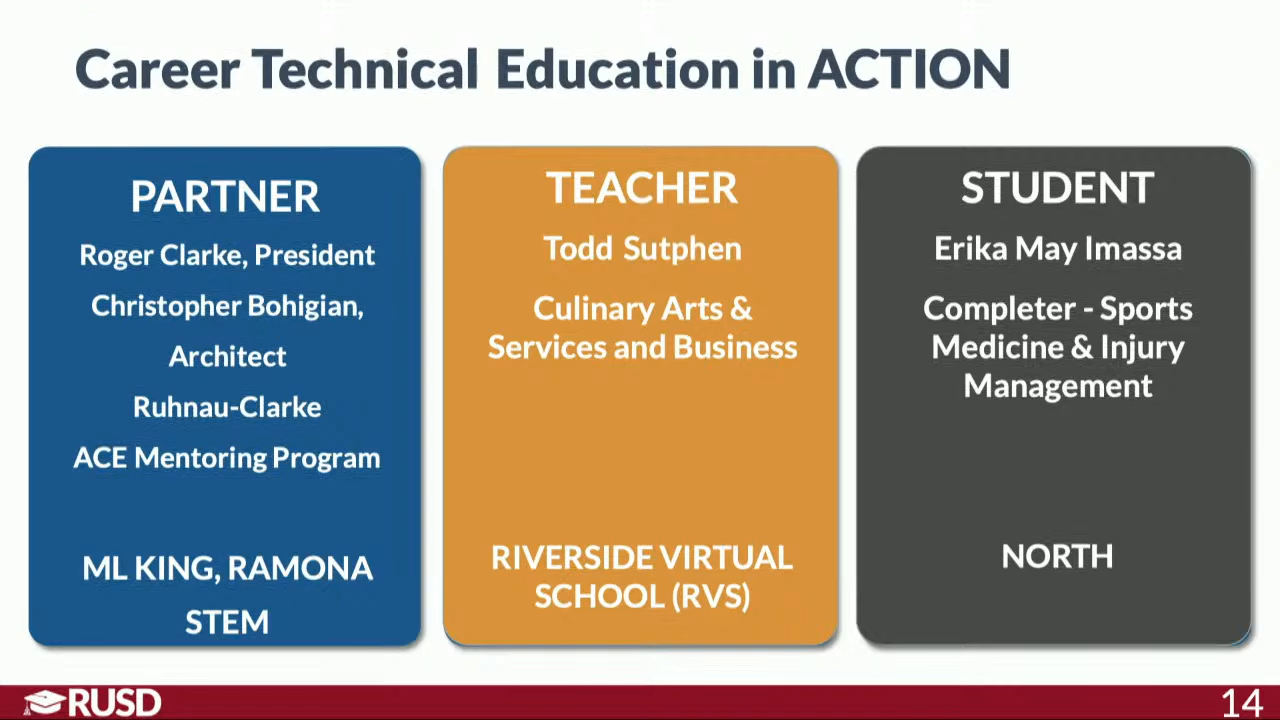 Career Technical Education in ACTION
PARTNER
Roger Clarke, President
Christopher Bohigian,
Architect
Ruhnau-Clarke
ACE Mentoring Program
ML KING, RAMONA
STEM
TEACHER
Todd Sutphen
Culinary Arts &
Services and Business
RIVERSIDE VIRTUAL
SCHOOL (RVS)
STUDENT
Erika May Imassa
Completer - Sports
Medicine & Injury
Management
NORTH
RUSD
14